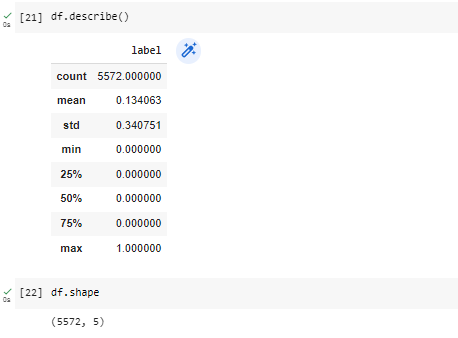 [21] df.describe()
0s
label
count 5572.000000
mean 0.134063
std 0.340751
min 0.000000
25% 0.000000
50% 0.000000
75% 0.000000
max 1.000000
[22] df.shape
0s
(5572, 5)